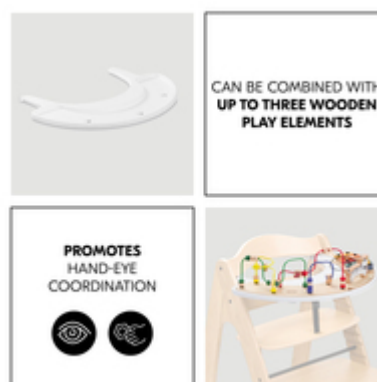 CAN BE COMBINED WITH
UP TO THREE WOODEN
PLAY ELEMENTS
PROMOTES
HAND-EYE
COORDINATION